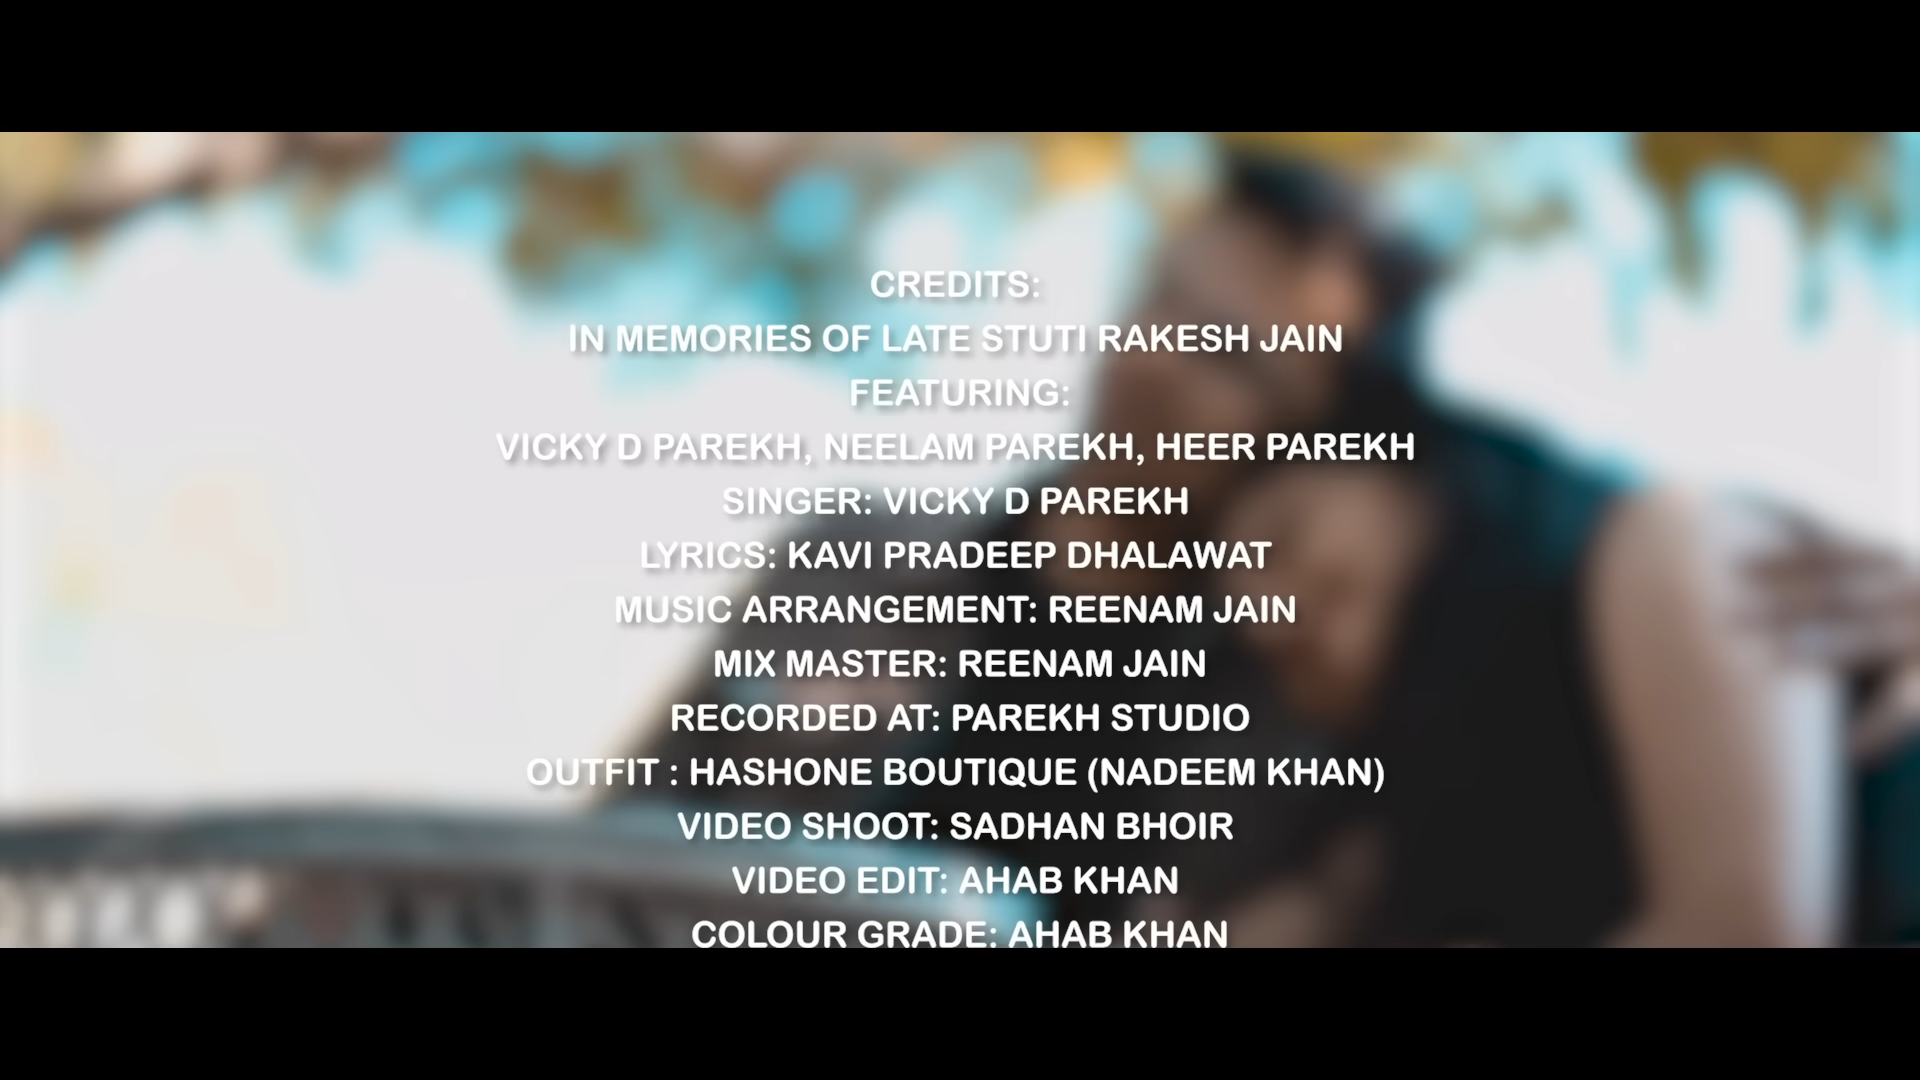 CREDITS:
IN MEMORIES OF LATE STUTI RAKESH JAIN
FEATURING:
VICKY D PAREKH, NEELAM PAREKH, HEER PAREKH
SINGER: VICKY D PAREKH
LYRICS: KAVI PRADEEP DHALAWAT
MUSIC ARRANGEMENT: REENAM JAIN
MIX MASTER: REENAM JAIN
RECORDED AT: PAREKH STUDIO
OUTFIT : HASHONE BOUTIQUE (NADEEM KHAN)
VIDEO SHOOT: SADHAN BHOIR
VIDEO EDIT: AHAB KHAN
COLOUR GRADE: AHAB KHAN